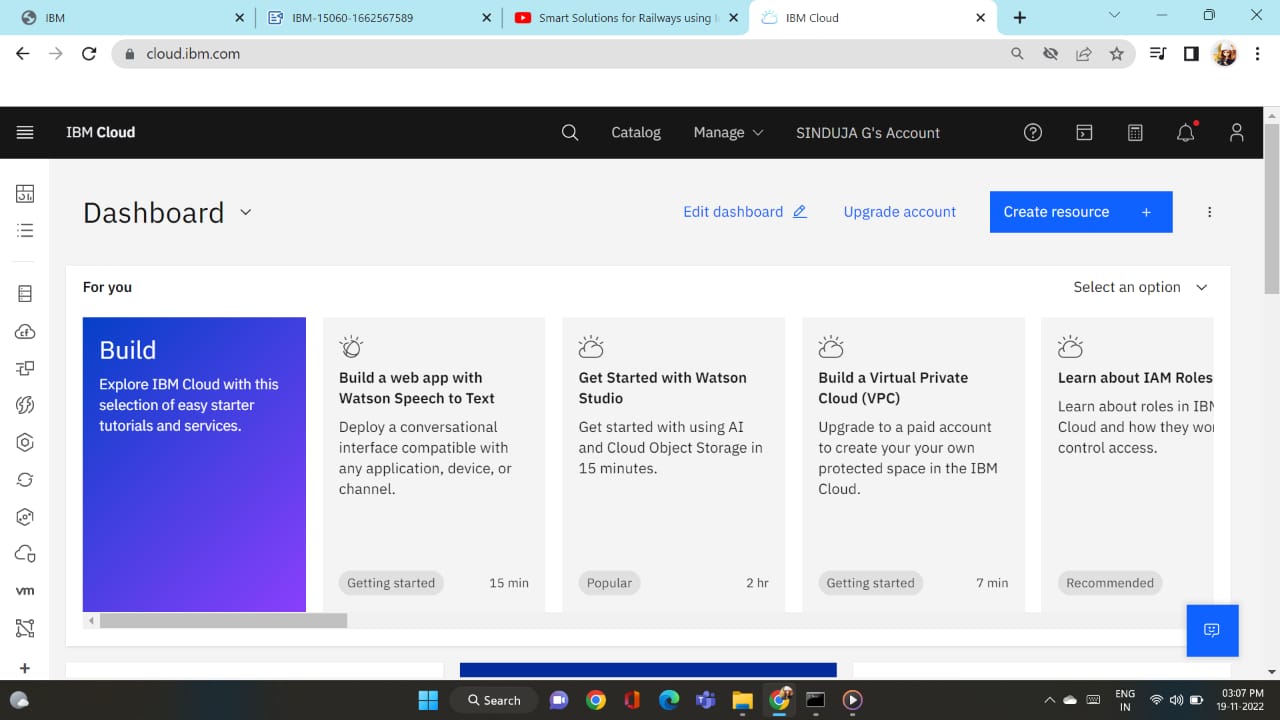 IBM
IBM-15060-1662567589
Smart Solutions for Railways using I
IBM Cloud
cloud.ibm.com
IBM Cloud
Catalog
Manage
SINDUJA G's Account
Dashboard
Edit dashboard
Upgrade account
Create resource +
For you
Select an option
Build
Explore IBM Cloud with this
selection of easy starter
tutorials and services.
Build a web app with
Watson Speech to Text
Deploy a conversational
interface compatible with
any application, device, or
channel.
Getting started
15 min
Get Started with Watson
Studio
Get started with using AI
and Cloud Object Storage in
15 minutes.
Popular
2 hr
Build a Virtual Private
Cloud (VPC)
Upgrade to a paid account
to create your your own
protected space in the IBM
Cloud.
Getting started
7 min
Learn about IAM Roles
Learn about roles in IBM
Cloud and how they wor
control access.
Recommended
vm
Search
ENG
IN
03:07 PM
19-11-2022